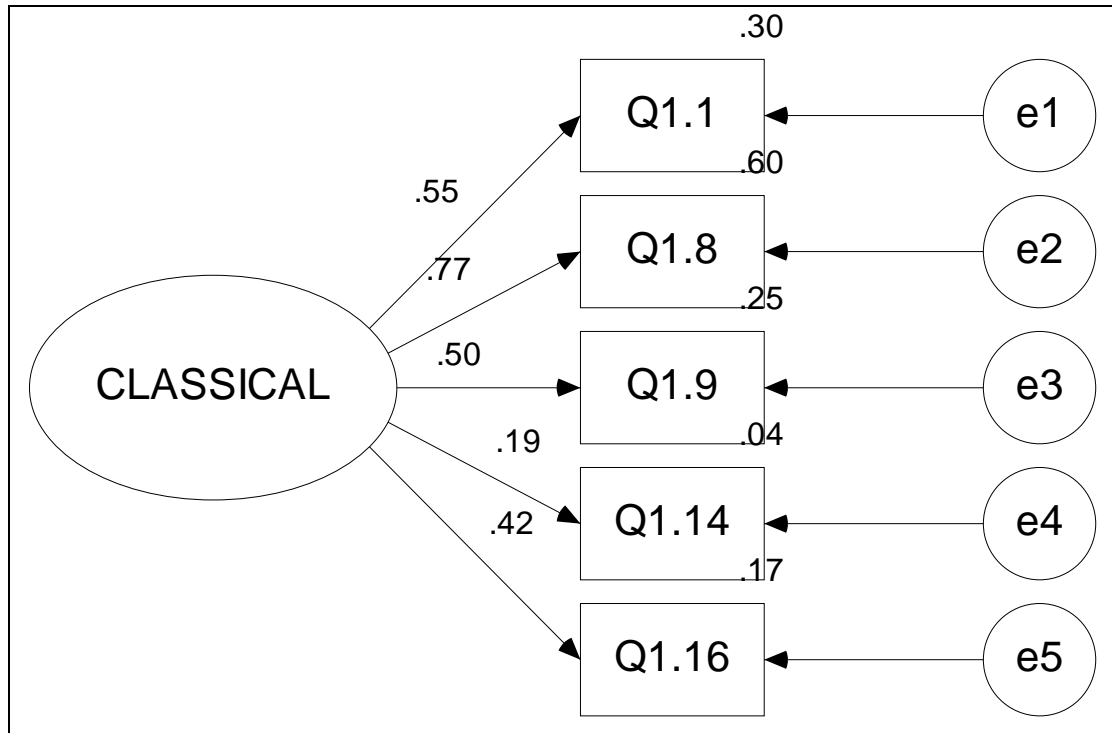 .30
Q1.1
e1
.55
.60
Q1.8
e2
.77
.25
CLASSICAL
.50
Q1.9
e3
.19
.04
Q1.14
e4
.42
.17
Q1.16
e5